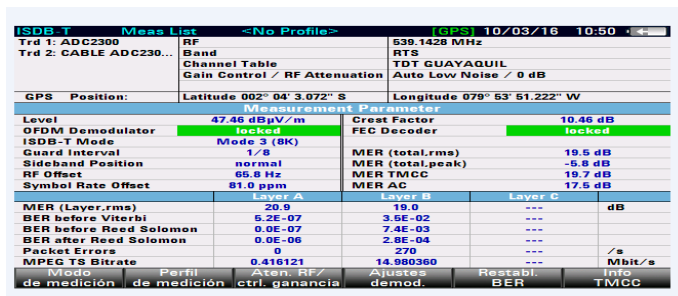 ISDB-T Meas List <No Profile> [GPS] 10/03/16 10:50
Trd 1: ADC2300 RF 539.1428 MHz
Trd 2: CABLE ADC230... Band RTS
Channel Table TDT GUAYAQUIL
Gain Control / RF Attenuation Auto Low Noise / 0 dB
GPS Position: Latitude 002° 04' 3.072" S Longitude 079° 53' 51.222" W
Measurement Parameter
Level 47.46 dBµV/m Crest Factor 10.46 dB
OFDM Demodulator locked FEC Decoder locked
ISDB-T Mode Mode 3 (8K)
Guard Interval 1/8 MER (total,rms) 19.5 dB
Sideband Position normal MER (total,peak) -5.8 dB
RF Offset 65.8 Hz MER TMCC 19.7 dB
Symbol Rate Offset 81.0 ppm MER AC 17.5 dB
Layer A Layer B Layer C
MER (Layer,rms) 20.9 19.0 --- dB
BER before Viterbi 5.2E-07 3.5E-02 ---
BER before Reed Solomon 0.0E-07 7.4E-03 ---
BER after Reed Solomon 0.0E-06 2.8E-04 ---
Packet Errors 0 270 --- /s
MPEG TS Bitrate 0.416121 14.980360 --- Mbit/s
Modo Perfil Aten. RF/ Ajustes Restabl. Info
de medición de medición ctrl. ganancia demod. BER TMCC